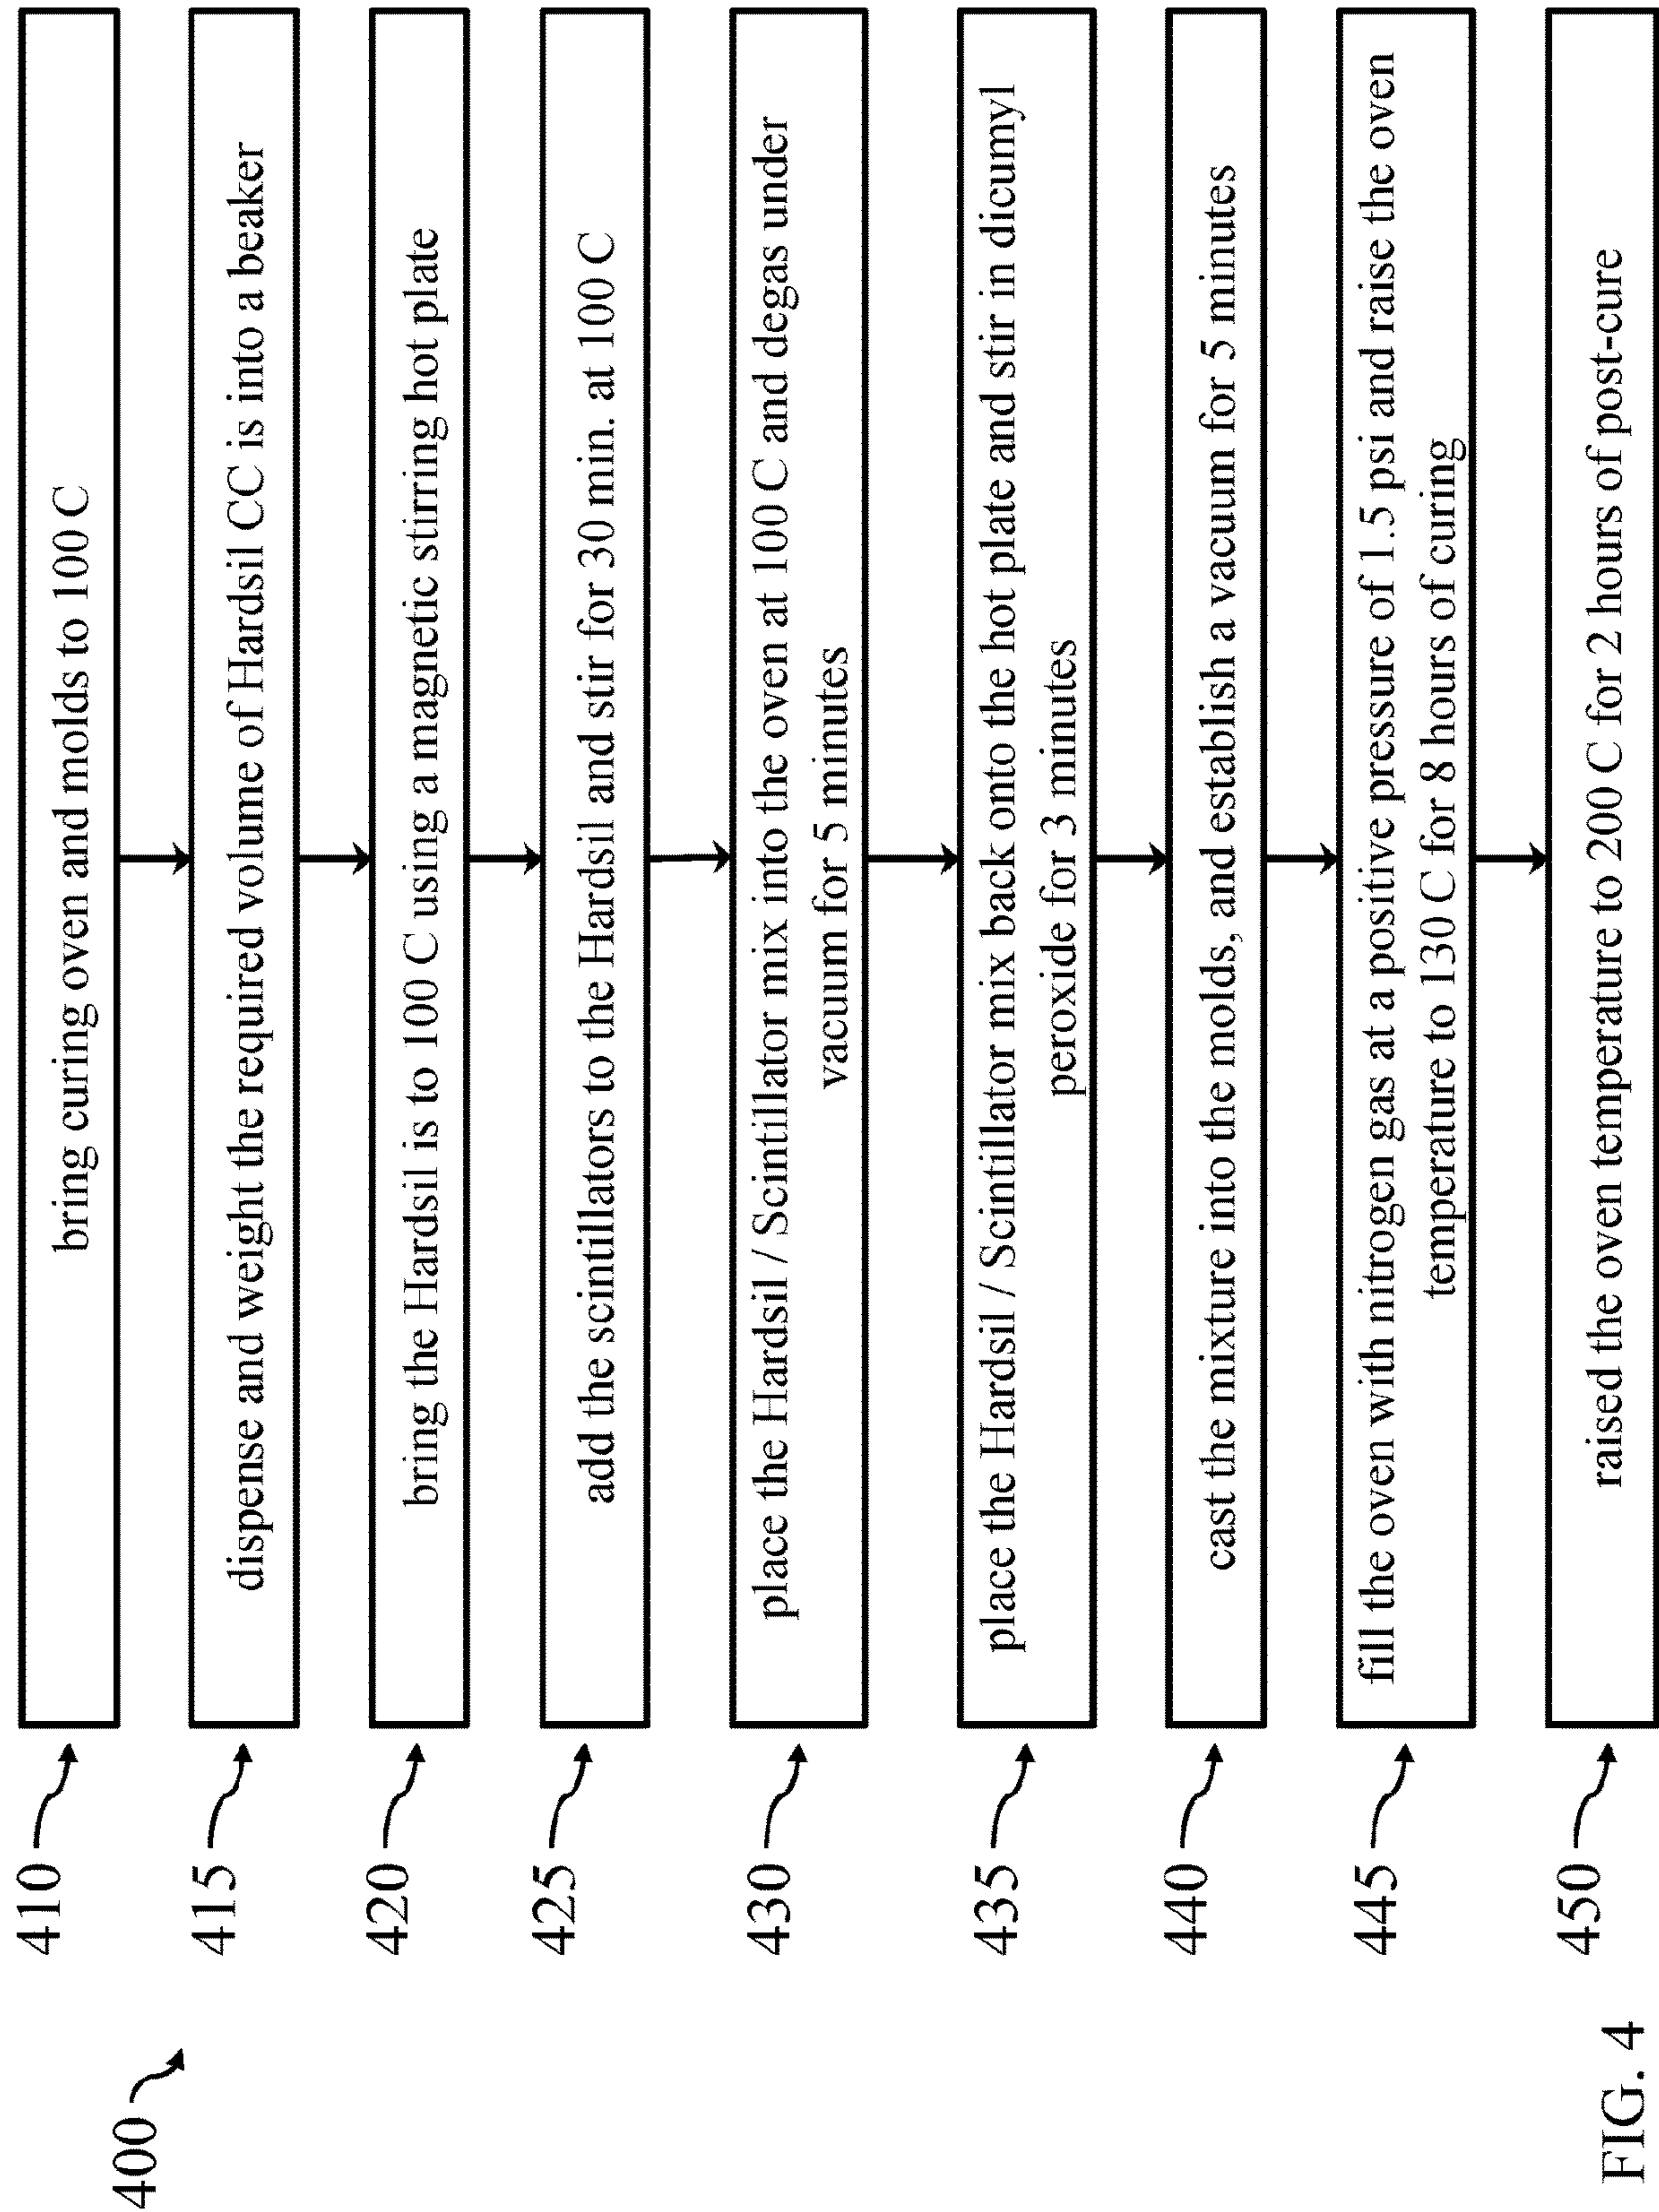 400
410
bring curing oven and molds to 100 C
415
dispense and weight the required volume of Hardsil CC is into a beaker
420
bring the Hardsil is to 100 C using a magnetic stirring hot plate
425
add the scintillators to the Hardsil and stir for 30 min. at 100 C
430
place the Hardsil / Scintillator mix into the oven at 100 C and degas under
vacuum for 5 minutes
435
place the Hardsil / Scintillator mix back onto the hot plate and stir in dicumyl
peroxide for 3 minutes
440
cast the mixture into the molds, and establish a vacuum for 5 minutes
445
fill the oven with nitrogen gas at a positive pressure of 1.5 psi and raise the oven
temperature to 130 C for 8 hours of curing
450
raised the oven temperature to 200 C for 2 hours of post-cure
FIG. 4